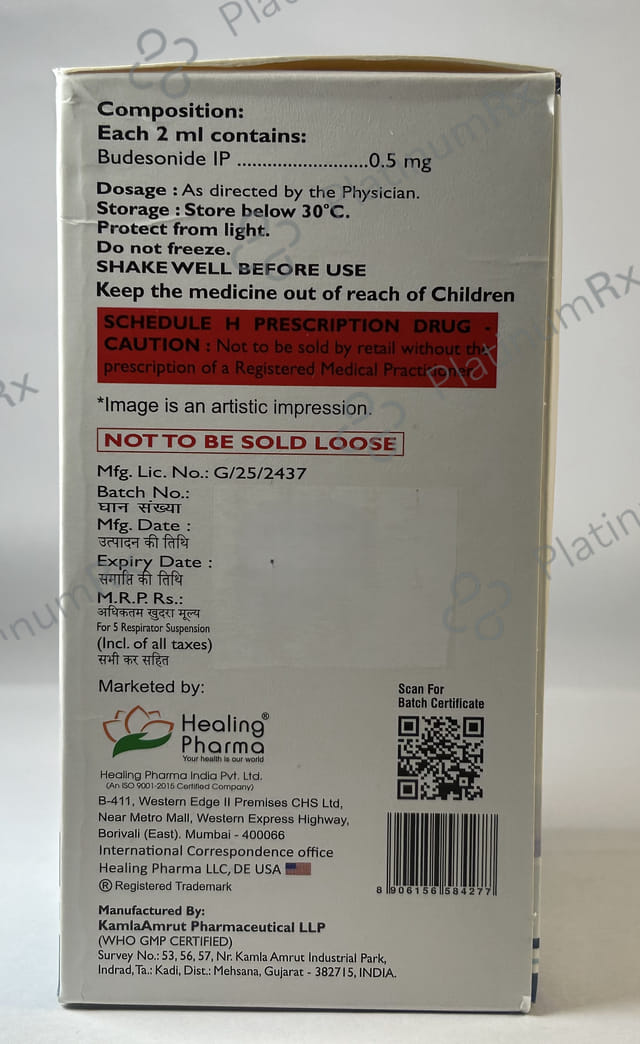 Composition:
Each 2 ml contains:
Budesonide IP ..........................0.5 mg
Dosage : As directed by the Physician.
Storage : Store below 30°C.
Protect from light.
Do not freeze.
SHAKE WELL BEFORE USE
Keep the medicine out of reach of Children
SCHEDULE H PRESCRIPTION DRUG -
CAUTION : Not to be sold by retail without the
prescription of a Registered Medical Practitioner.
*Image is an artistic impression.
NOT TO BE SOLD LOOSE
Mfg. Lic. No.: G/25/2437
Batch No.:
घान संख्या
Mfg. Date :
उत्पादन की तिथि
Expiry Date :
समाप्ति की तिथि
M.R.P. Rs.:
अधिकतम खुदरा मूल्य
For 5 Respirator Suspension
(Incl. of all taxes)
सभी कर सहित
Marketed by:
Healing®
Pharma
Your health is our world
Healing Pharma India Pvt. Ltd.
(An ISO 9001-2015 Certified Company)
B-411, Western Edge II Premises CHS Ltd,
Near Metro Mall, Western Express Highway,
Borivali (East). Mumbai - 400066
International Correspondence office
Healing Pharma LLC, DE USA
® Registered Trademark
Scan For
Batch Certificate
8 906156 584277
Manufactured By:
KamlaAmrut Pharmaceutical LLP
(WHO GMP CERTIFIED)
Survey No.: 53, 56, 57, Nr. Kamla Amrut Industrial Park,
Indrad, Ta.: Kadi, Dist.: Mehsana, Gujarat - 382715, INDIA.
PlatinumRx
PlatinumRx
PlatinumRx
Rx
Platinum
numRx